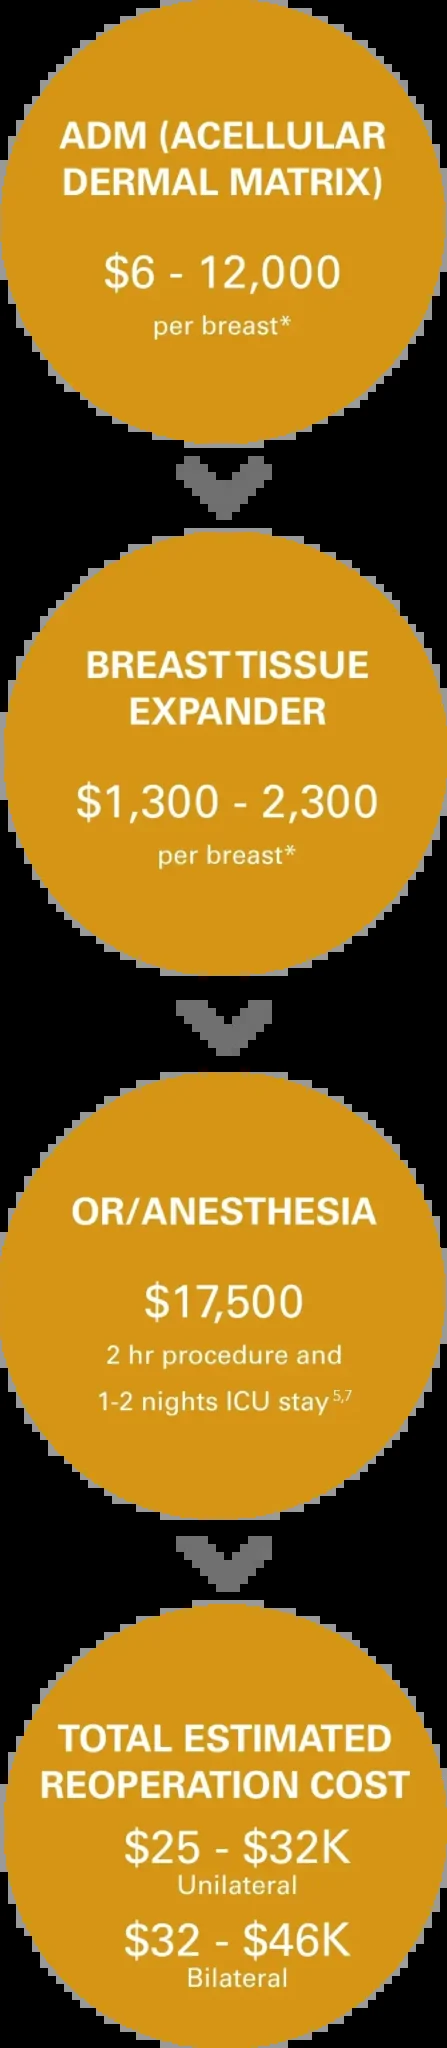 ADM (ACELLULAR
DERMAL MATRIX)
$6 - 12,000
per breast*
BREAST TISSUE
EXPANDER
$1,300 - 2,300
per breast*
OR/ANESTHESIA
$17,500
2 hr procedure and
1-2 nights ICU stay 5,7
TOTAL ESTIMATED
REOPERATION COST
$25 - $32K
Unilateral
$32 - $46K
Bilateral